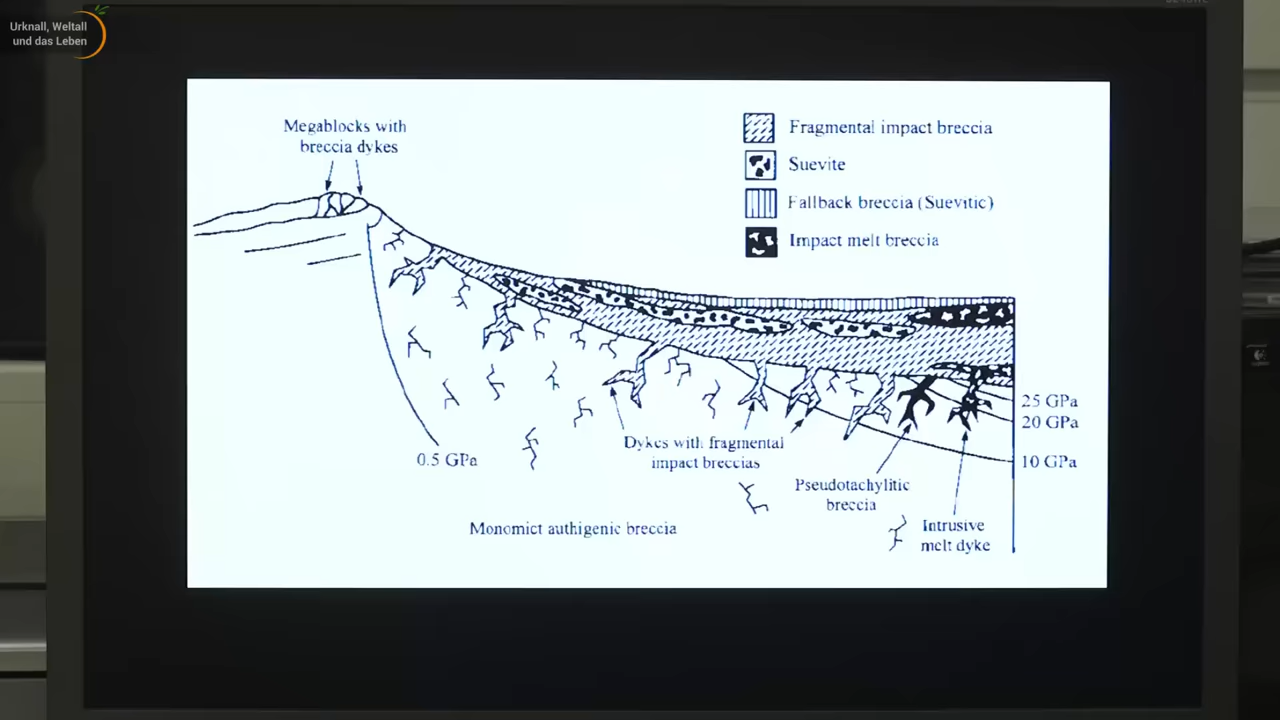 Urknall, Weltall
und das Leben
Megablocks with
breccia dykes
Fragmental impact breccia
Suevite
Fallback breccia (Suevitic)
Impact melt breccia
25 GPa
20 GPa
10 GPa
0.5 GPa
Dykes with fragmental
impact breccias
Pseudotachylitic
breccia
Intrusive
melt dyke
Monomict authigenic breccia